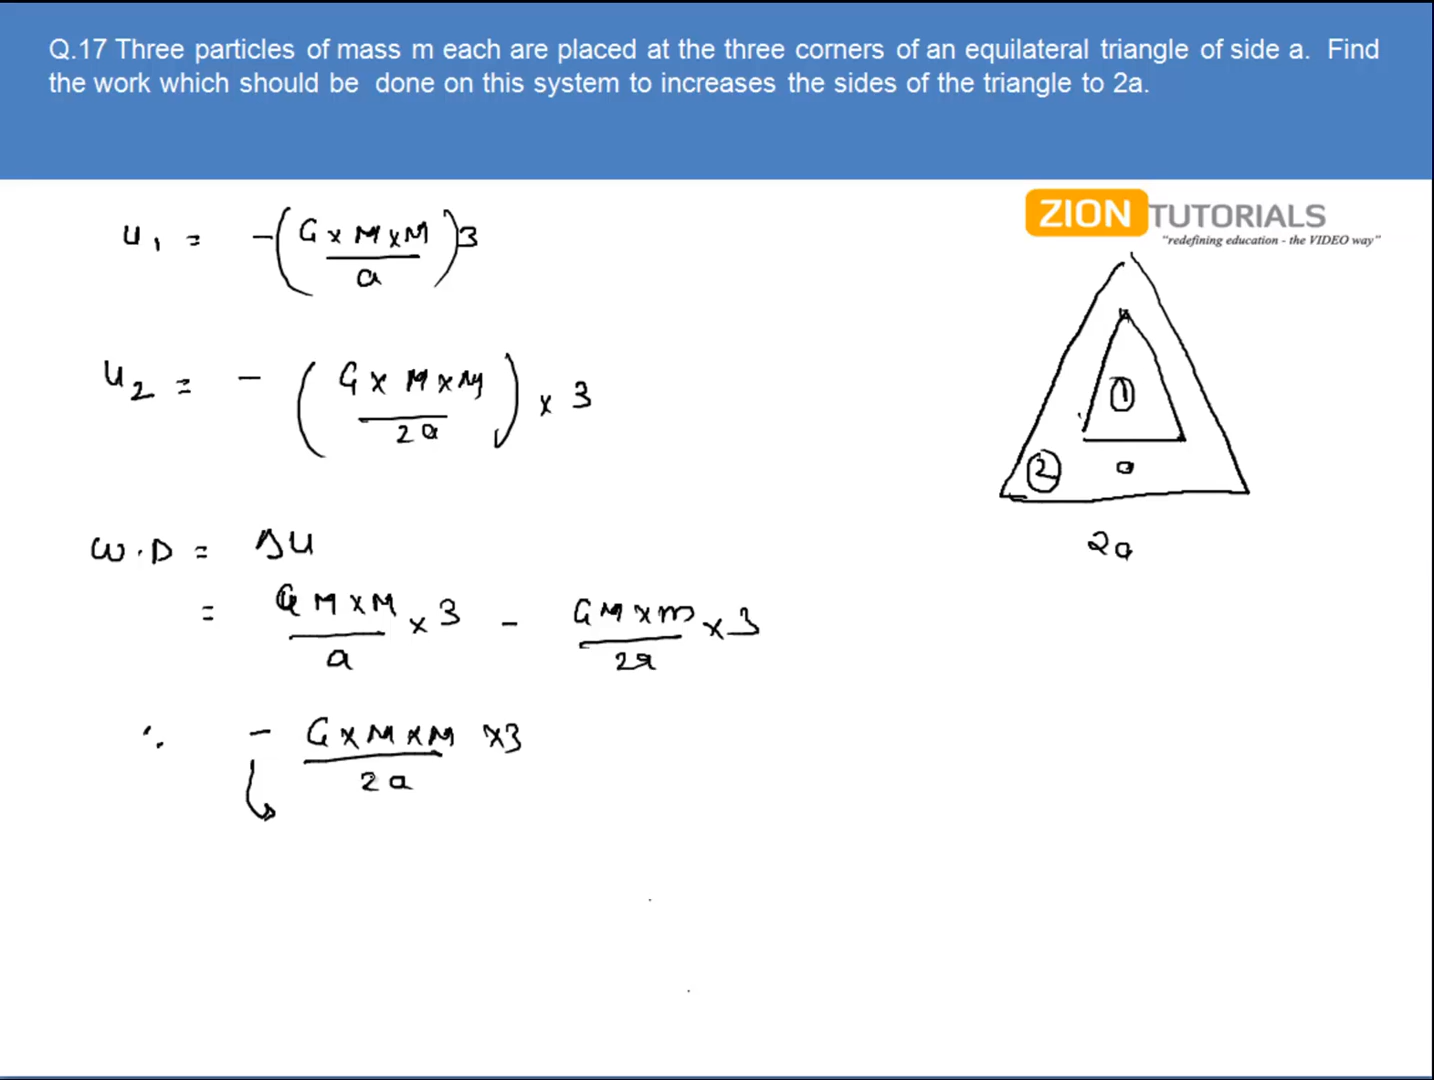 Q.17 Three particles of mass m each are placed at the three corners of an equilateral triangle of side a. Find
the work which should be done on this system to increases the sides of the triangle to 2a.
ZION TUTORIALS
"redefining education - the VIDEO way"
u₁ = -(G × M × M / a) 3
u₂ = - (G × M × M / 2a) × 3
1
2
a
2a
W.D = ΔU
= G M × M / a × 3 - G M × m / 2a × 3
∴ - G × M × M / 2a × 3